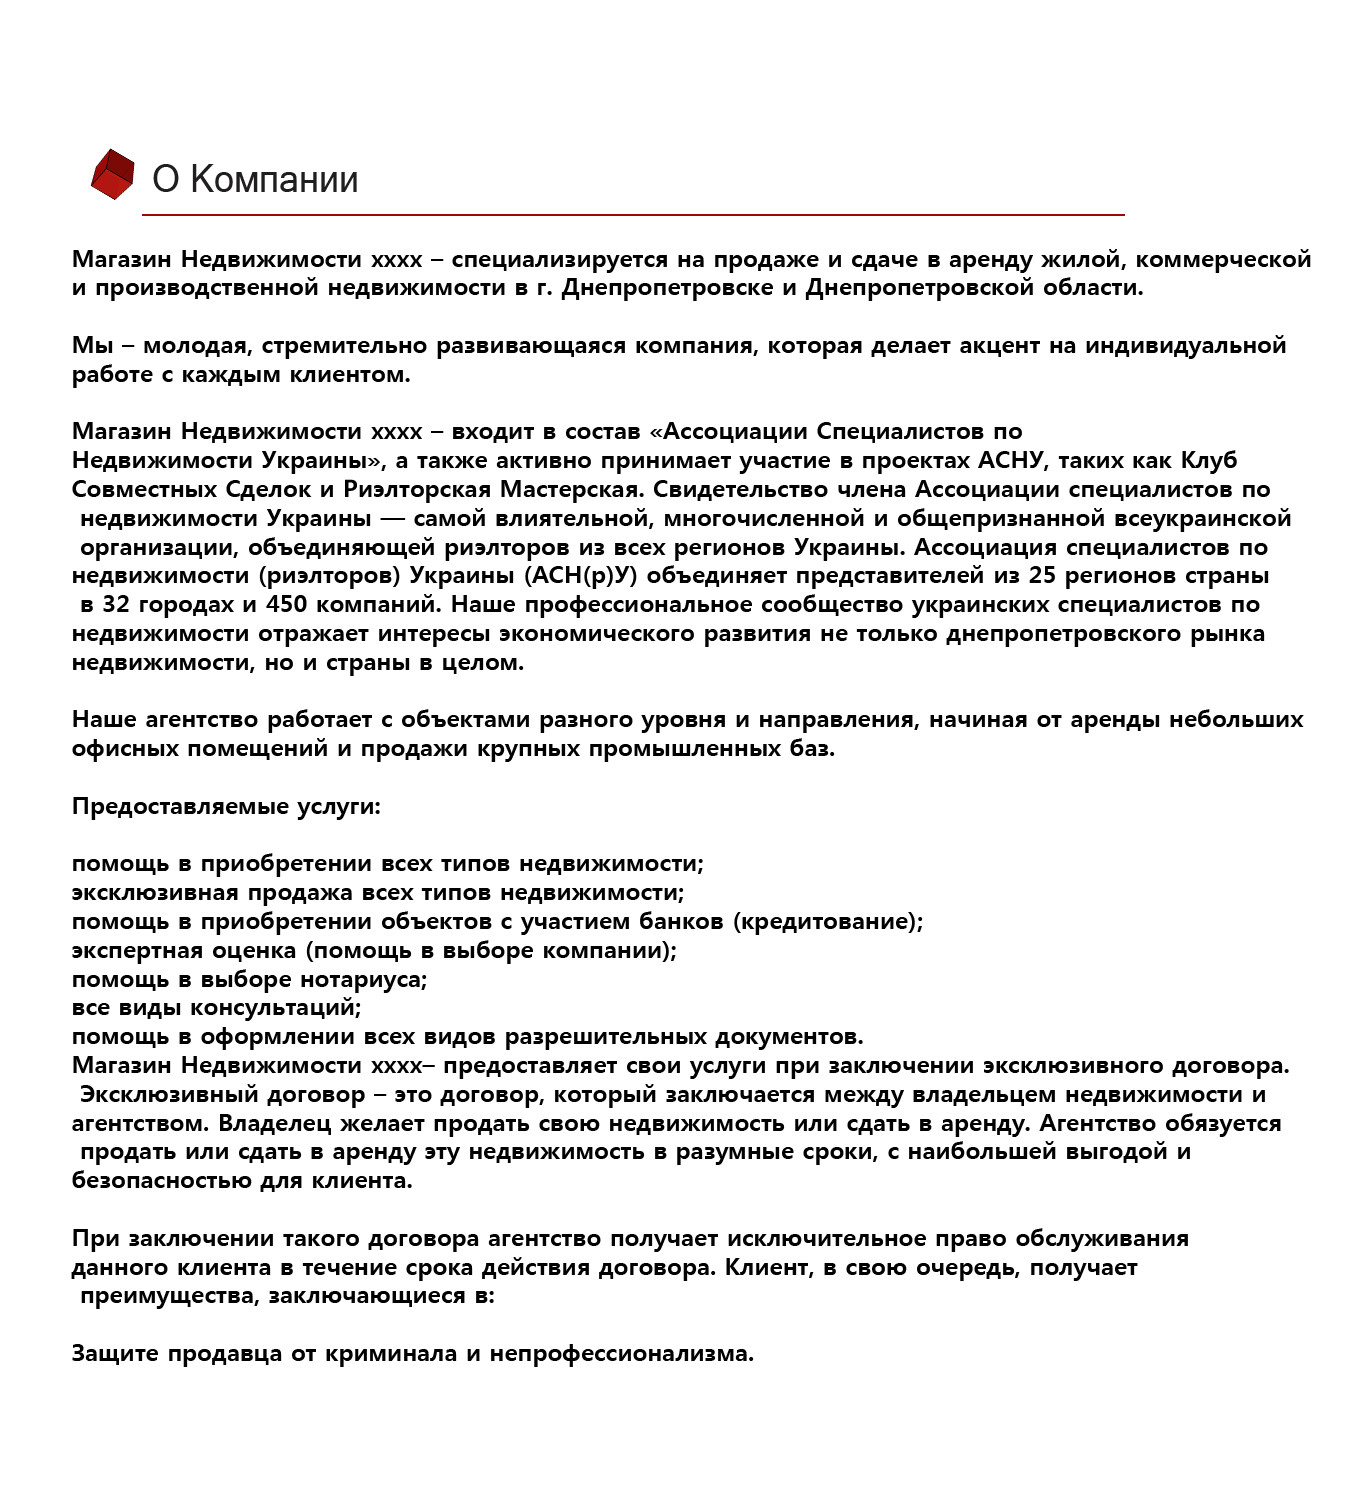 О Компании
Магазин Недвижимости xxxx – специализируется на продаже и сдаче в аренду жилой, коммерческой
и производственной недвижимости в г. Днепропетровске и Днепропетровской области.
Мы – молодая, стремительно развивающаяся компания, которая делает акцент на индивидуальной
работе с каждым клиентом.
Магазин Недвижимости xxxx – входит в состав «Ассоциации Специалистов по
Недвижимости Украины», а также активно принимает участие в проектах АСНУ, таких как Клуб
Совместных Сделок и Риэлторская Мастерская. Свидетельство члена Ассоциации специалистов по
недвижимости Украины — самой влиятельной, многочисленной и общепризнанной всеукраинской
организации, объединяющей риэлторов из всех регионов Украины. Ассоциация специалистов по
недвижимости (риэлторов) Украины (АСН(р)У) объединяет представителей из 25 регионов страны
в 32 городах и 450 компаний. Наше профессиональное сообщество украинских специалистов по
недвижимости отражает интересы экономического развития не только днепропетровского рынка
недвижимости, но и страны в целом.
Наше агентство работает с объектами разного уровня и направления, начиная от аренды небольших
офисных помещений и продажи крупных промышленных баз.
Предоставляемые услуги:
помощь в приобретении всех типов недвижимости;
эксклюзивная продажа всех типов недвижимости;
помощь в приобретении объектов с участием банков (кредитование);
экспертная оценка (помощь в выборе компании);
помощь в выборе нотариуса;
все виды консультаций;
помощь в оформлении всех видов разрешительных документов.
Магазин Недвижимости xxxx– предоставляет свои услуги при заключении эксклюзивного договора.
Эксклюзивный договор – это договор, который заключается между владельцем недвижимости и
агентством. Владелец желает продать свою недвижимость или сдать в аренду. Агентство обязуется
продать или сдать в аренду эту недвижимость в разумные сроки, с наибольшей выгодой и
безопасностью для клиента.
При заключении такого договора агентство получает исключительное право обслуживания
данного клиента в течение срока действия договора. Клиент, в свою очередь, получает
преимущества, заключающиеся в:
Защите продавца от криминала и непрофессионализма.